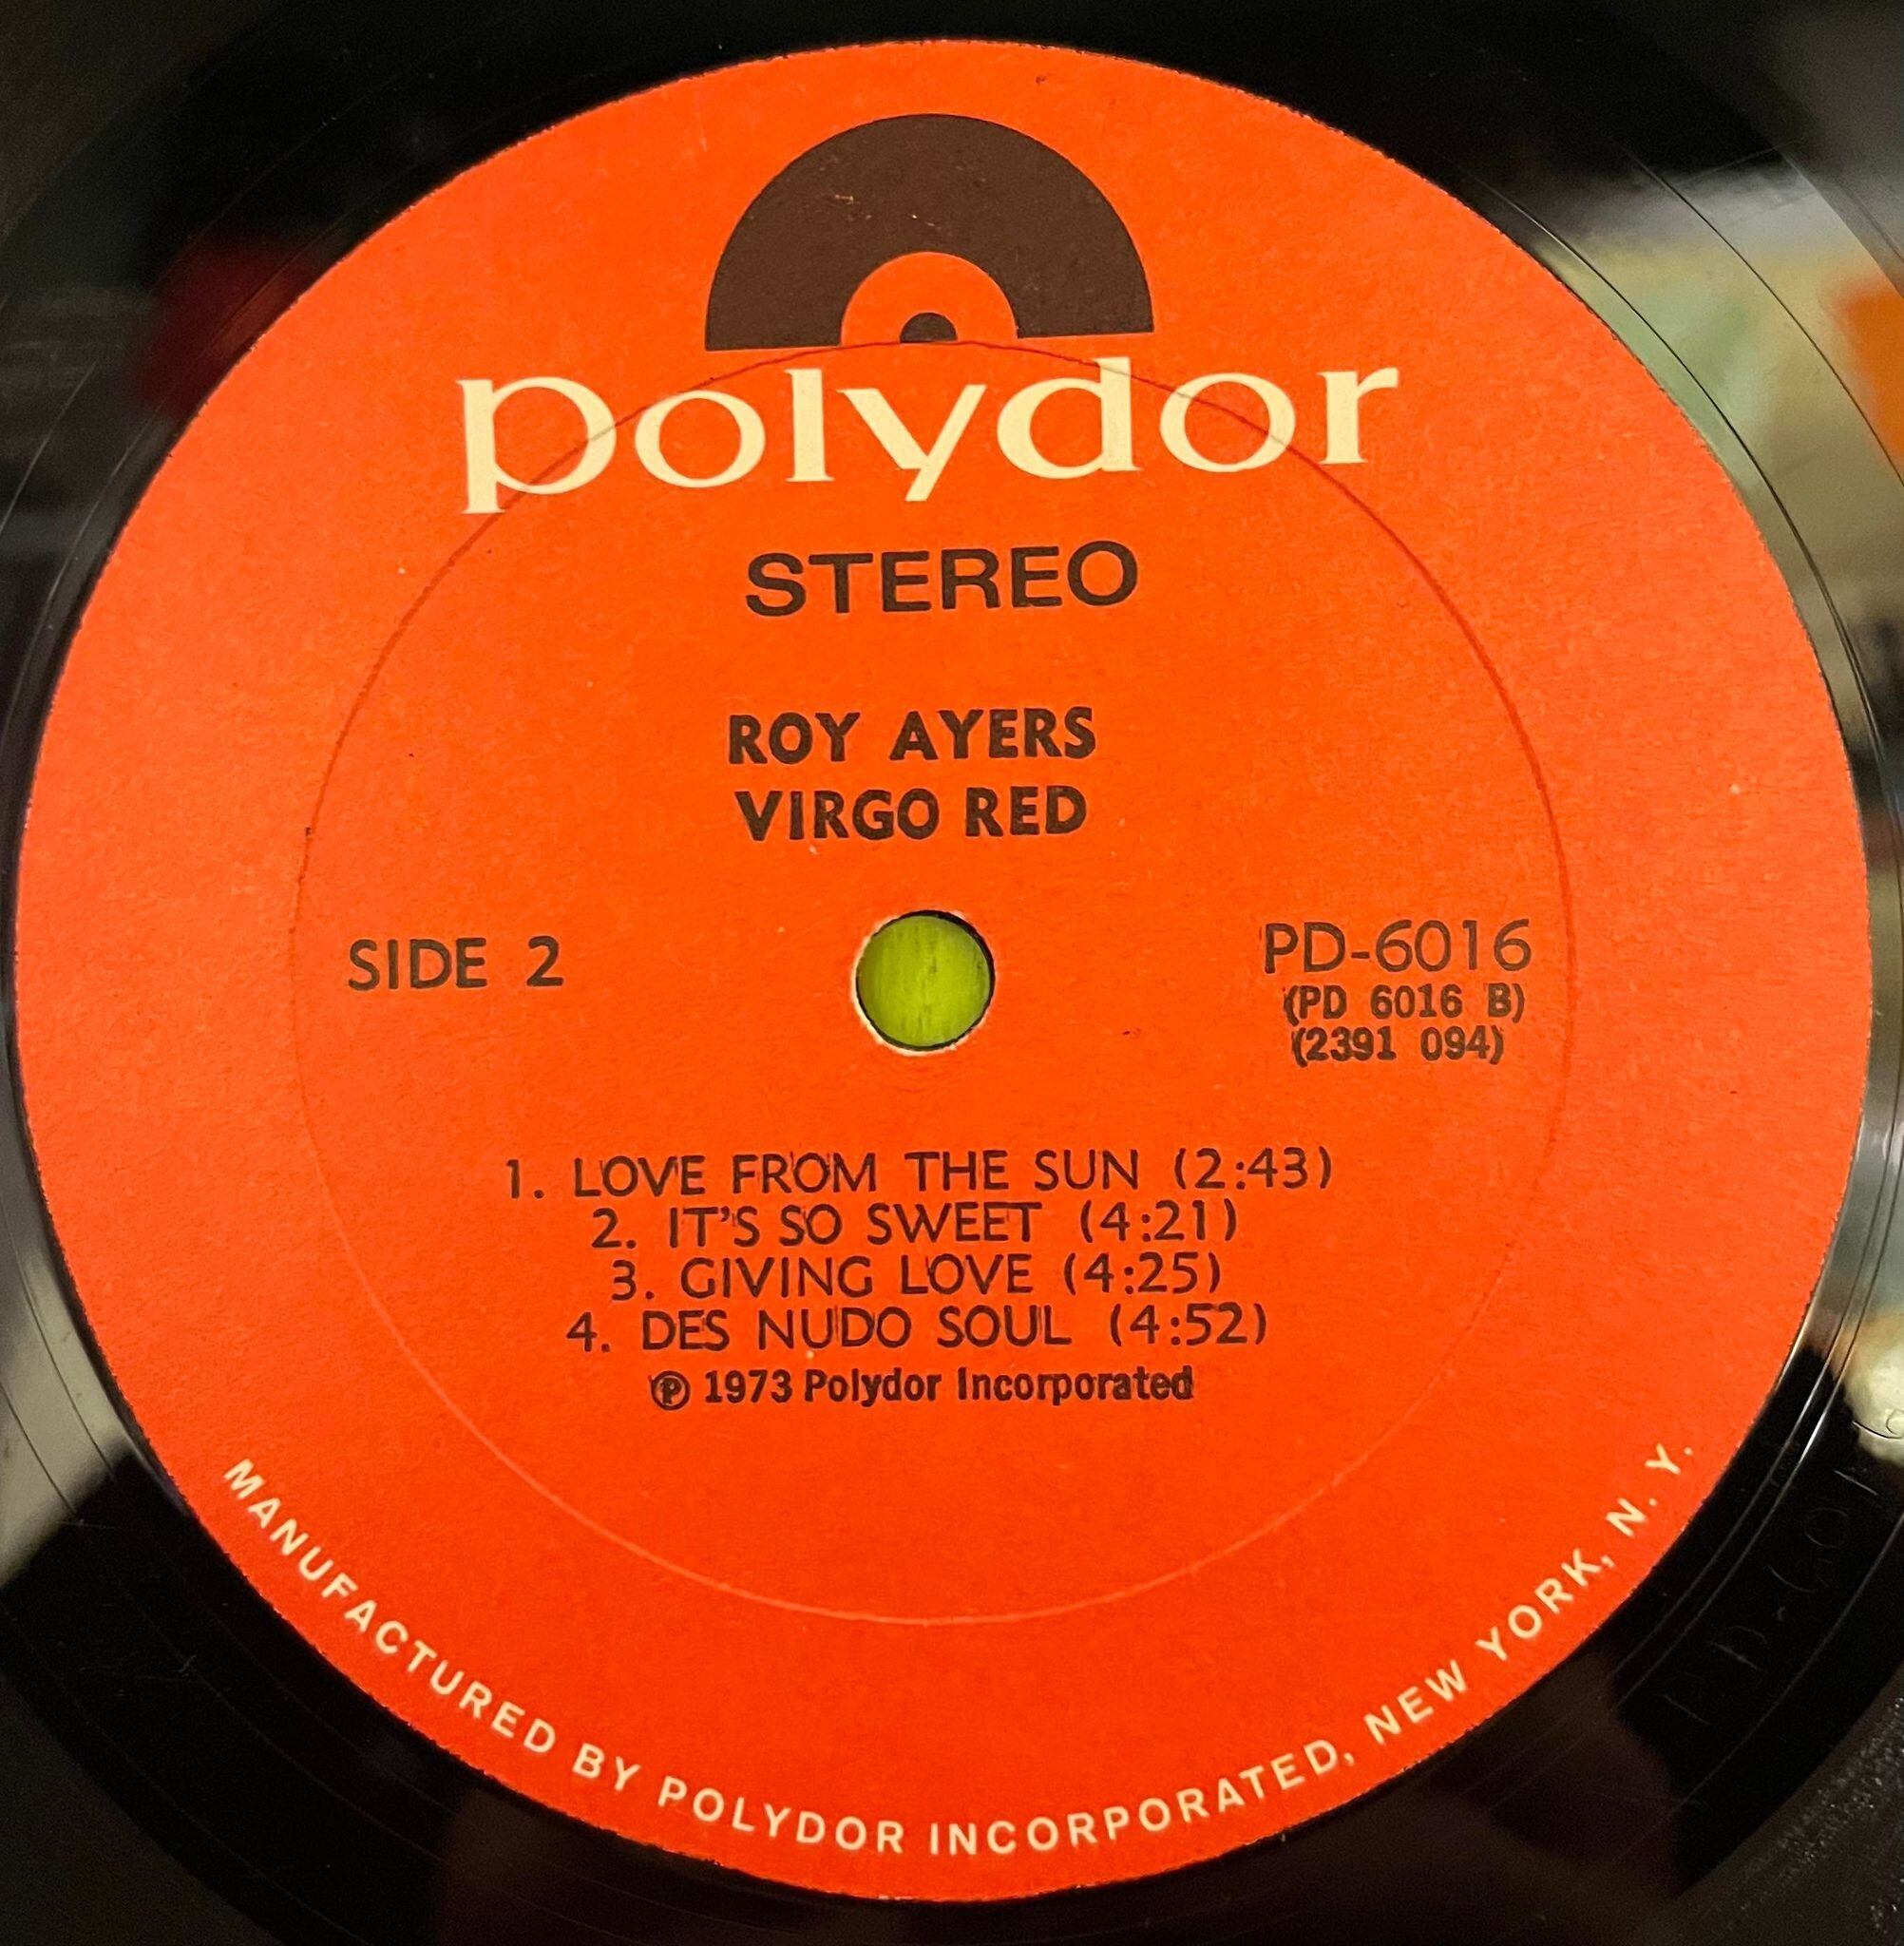 polydor
STEREO
ROY AYERS
VIRGO RED
SIDE 2
PD-6016
(PD 6016 B)
(2391 094)
1. LOVE FROM THE SUN (2:43)
2. IT'S SO SWEET (4:21)
3. GIVING LOVE (4:25)
4. DES NUDO SOUL (4:52)
℗ 1973 Polydor Incorporated
MANUFACTURED BY POLYDOR INCORPORATED, NEW YORK, N. Y.